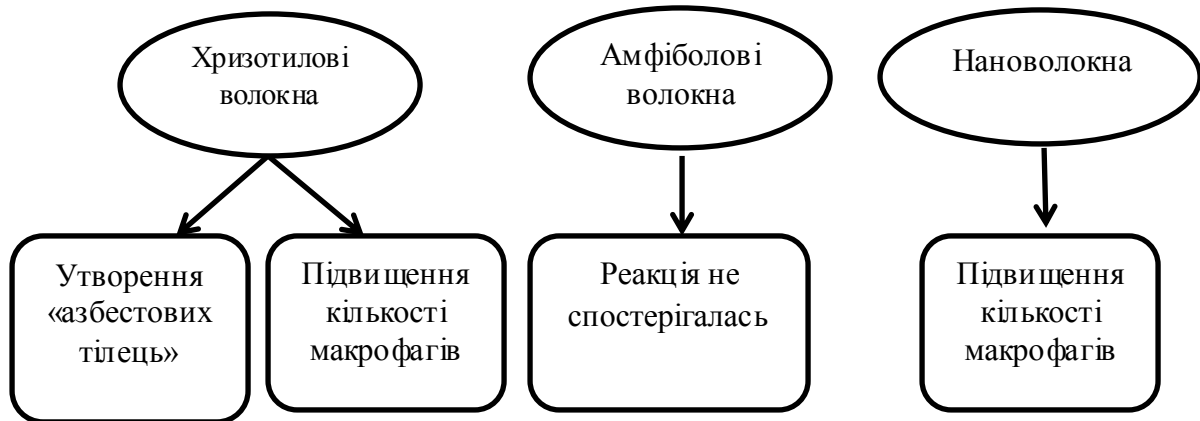 Хризотилові
волокна
Амфіболові
волокна
Нановолокна
Утворення
«азбестових
тілець»
Підвищення
кількості
макрофагів
Реакція не
спостерігалась
Підвищення
кількості
макрофагів